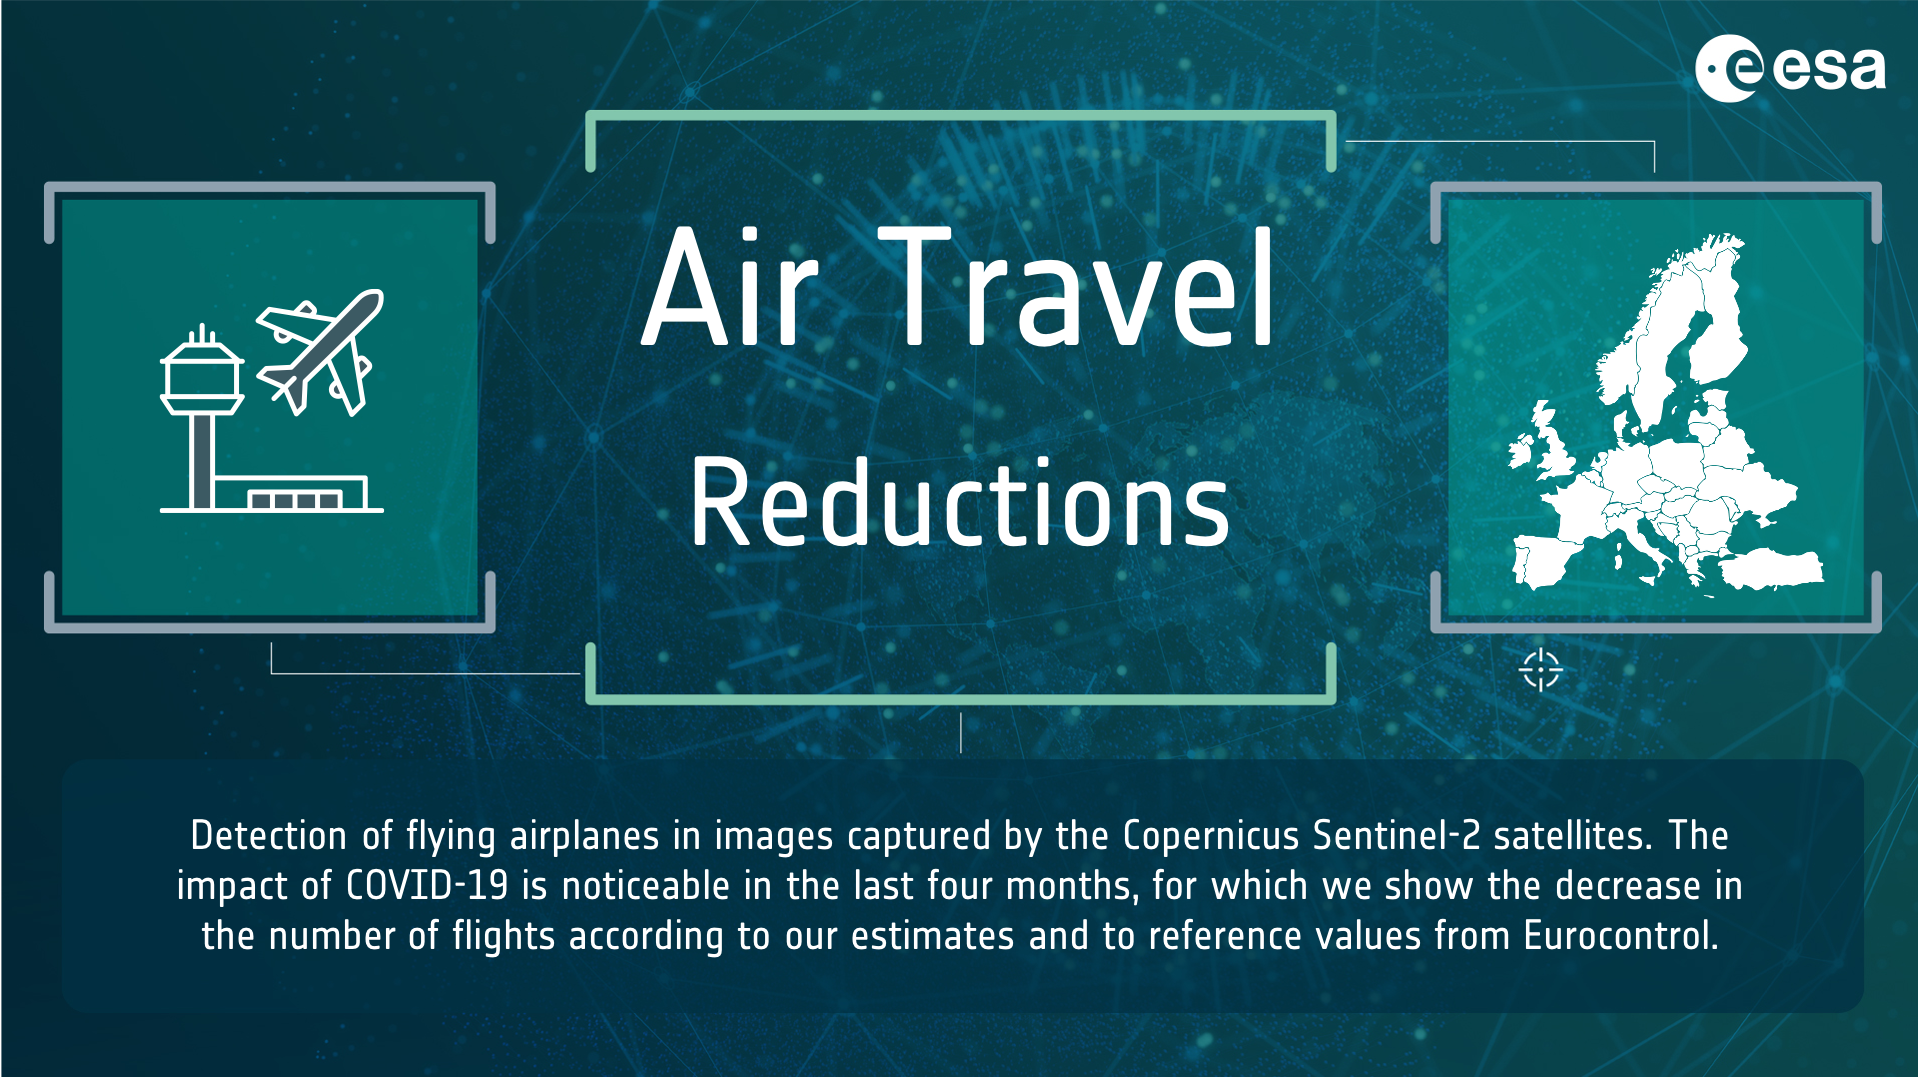 esa
Air Travel
Reductions
Detection of flying airplanes in images captured by the Copernicus Sentinel-2 satellites. The
impact of COVID-19 is noticeable in the last four months, for which we show the decrease in
the number of flights according to our estimates and to reference values from Eurocontrol.